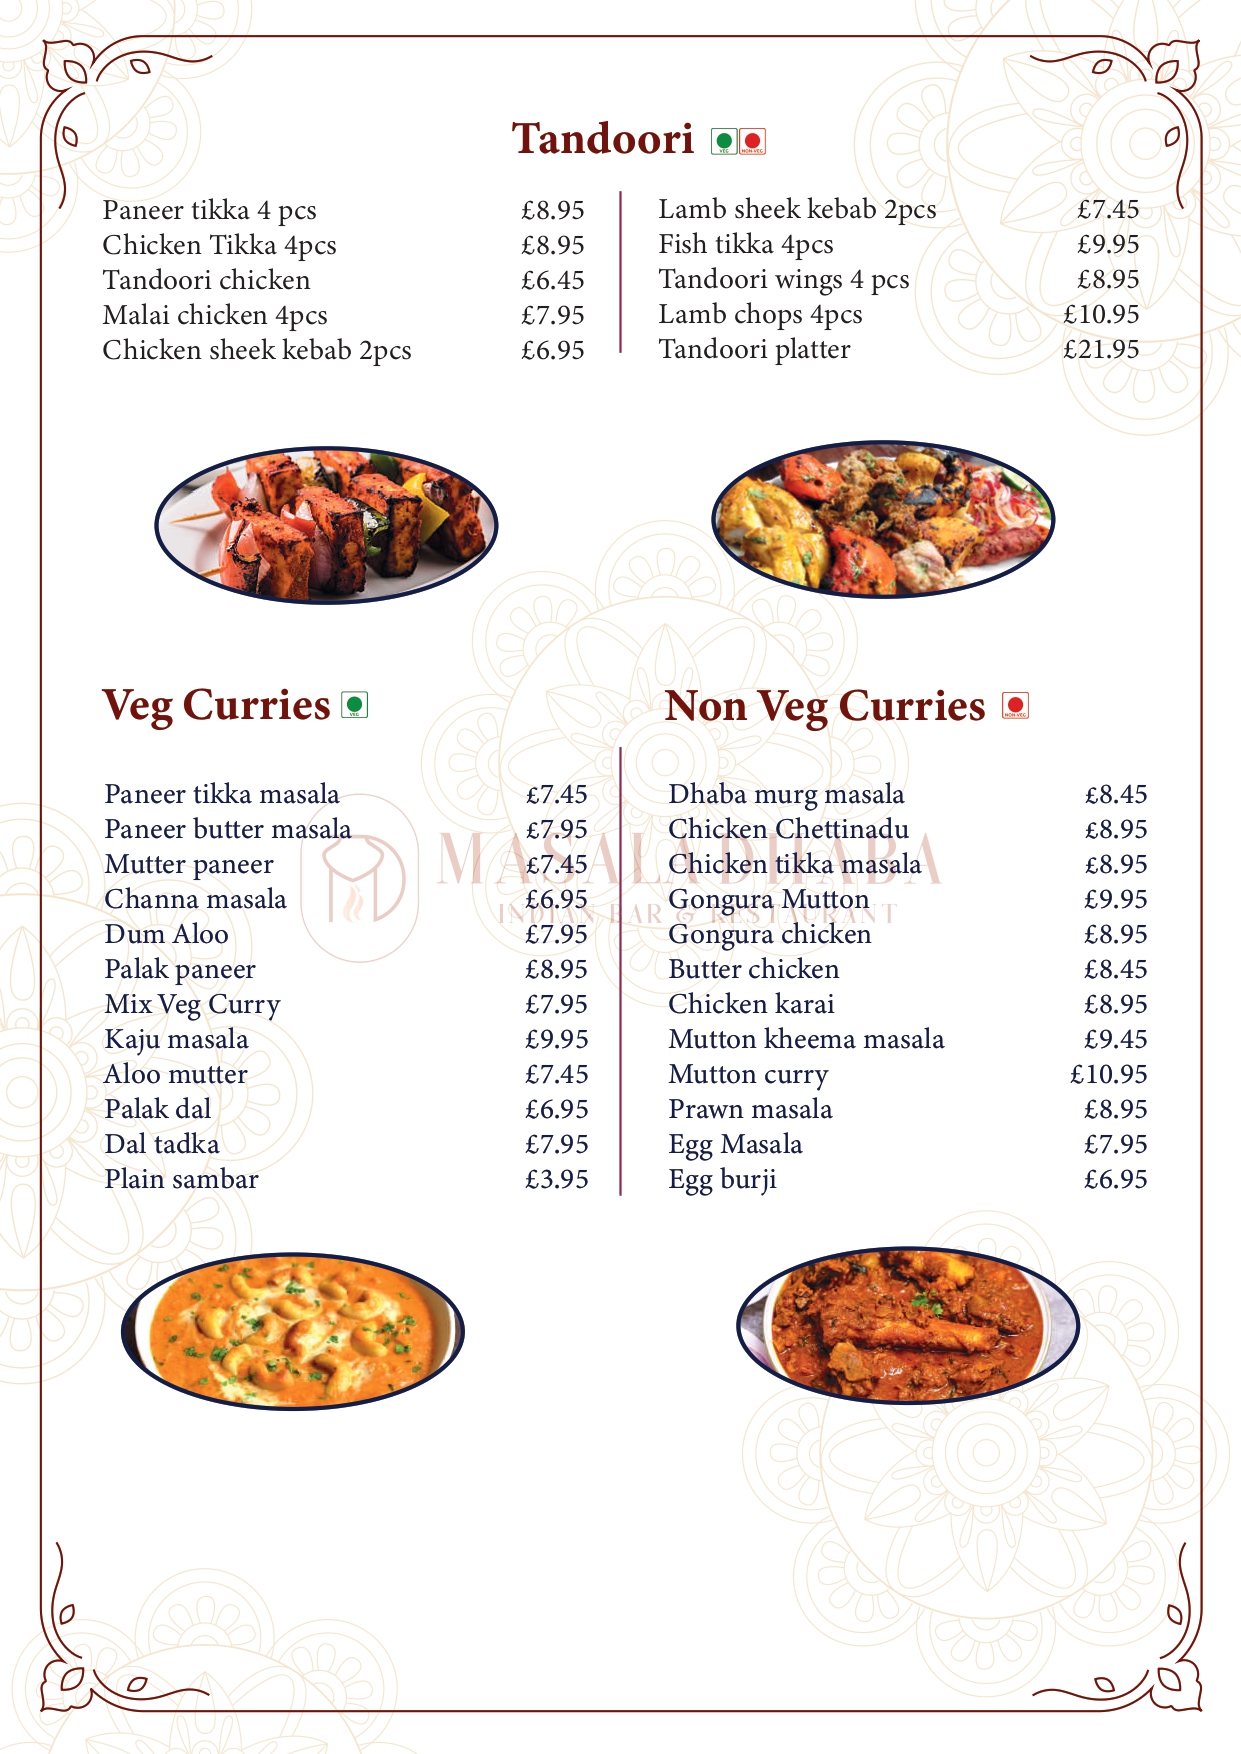 Tandoori
VEG NON-VEG
Paneer tikka 4 pcs £8.95
Chicken Tikka 4pcs £8.95
Tandoori chicken £6.45
Malai chicken 4pcs £7.95
Chicken sheek kebab 2pcs £6.95
Lamb sheek kebab 2pcs £7.45
Fish tikka 4pcs £9.95
Tandoori wings 4 pcs £8.95
Lamb chops 4pcs £10.95
Tandoori platter £21.95
Veg Curries
VEG
Paneer tikka masala £7.45
Paneer butter masala £7.95
Mutter paneer £7.45
Channa masala £6.95
Dum Aloo £7.95
Palak paneer £8.95
Mix Veg Curry £7.95
Kaju masala £9.95
Aloo mutter £7.45
Palak dal £6.95
Dal tadka £7.95
Plain sambar £3.95
Non Veg Curries
NON-VEG
Dhaba murg masala £8.45
Chicken Chettinadu £8.95
Chicken tikka masala £8.95
Gongura Mutton £9.95
Gongura chicken £8.95
Butter chicken £8.45
Chicken karai £8.95
Mutton kheema masala £9.45
Mutton curry £10.95
Prawn masala £8.95
Egg Masala £7.95
Egg burji £6.95
MASALA DHABA
INDIAN BAR & RESTAURANT